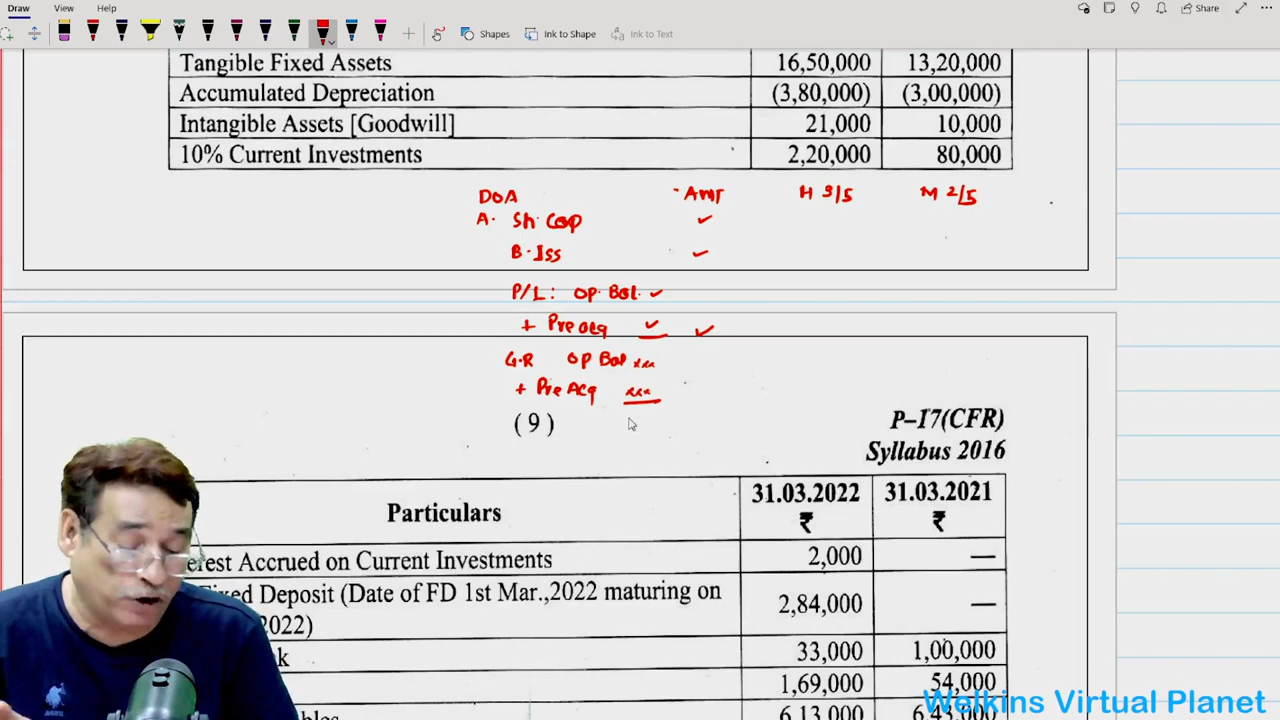 Draw View Help Share
Shapes Ink to Shape Ink to Text
Tangible Fixed Assets 16,50,000 13,20,000
Accumulated Depreciation (3,80,000) (3,00,000)
Intangible Assets [Goodwill] 21,000 10,000
10% Current Investments 2,20,000 80,000
DOA AMT H 3/5 M 2/5
A. Sh. Cap
B. Iss
P/L : Op. Bal.
+ Pre acq
G.R Op Bal xxx
+ Pre Acq xxx
(9)
P–17(CFR)
Syllabus 2016
Particulars 31.03.2022 31.03.2021
₹ ₹
erest Accrued on Current Investments 2,000 —
Fixed Deposit (Date of FD 1st Mar.,2022 maturing on 2,84,000 —
2022)
k 33,000 1,00,000
1,69,000 54,000
6,13,000
Welkins Virtual Planet